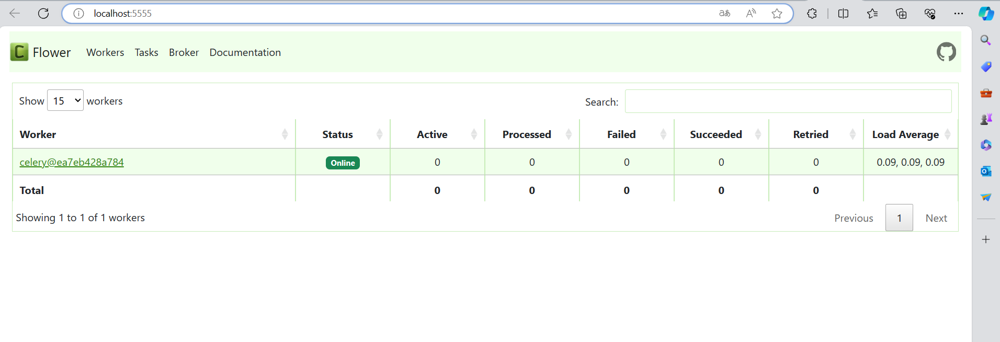 localhost:5555
aあ A
C Flower Workers Tasks Broker Documentation
Show 15 workers Search:
Worker Status Active Processed Failed Succeeded Retried Load Average
celery@ea7eb428a784 Online 0 0 0 0 0 0.09, 0.09, 0.09
Total 0 0 0 0 0
Showing 1 to 1 of 1 workers Previous 1 Next